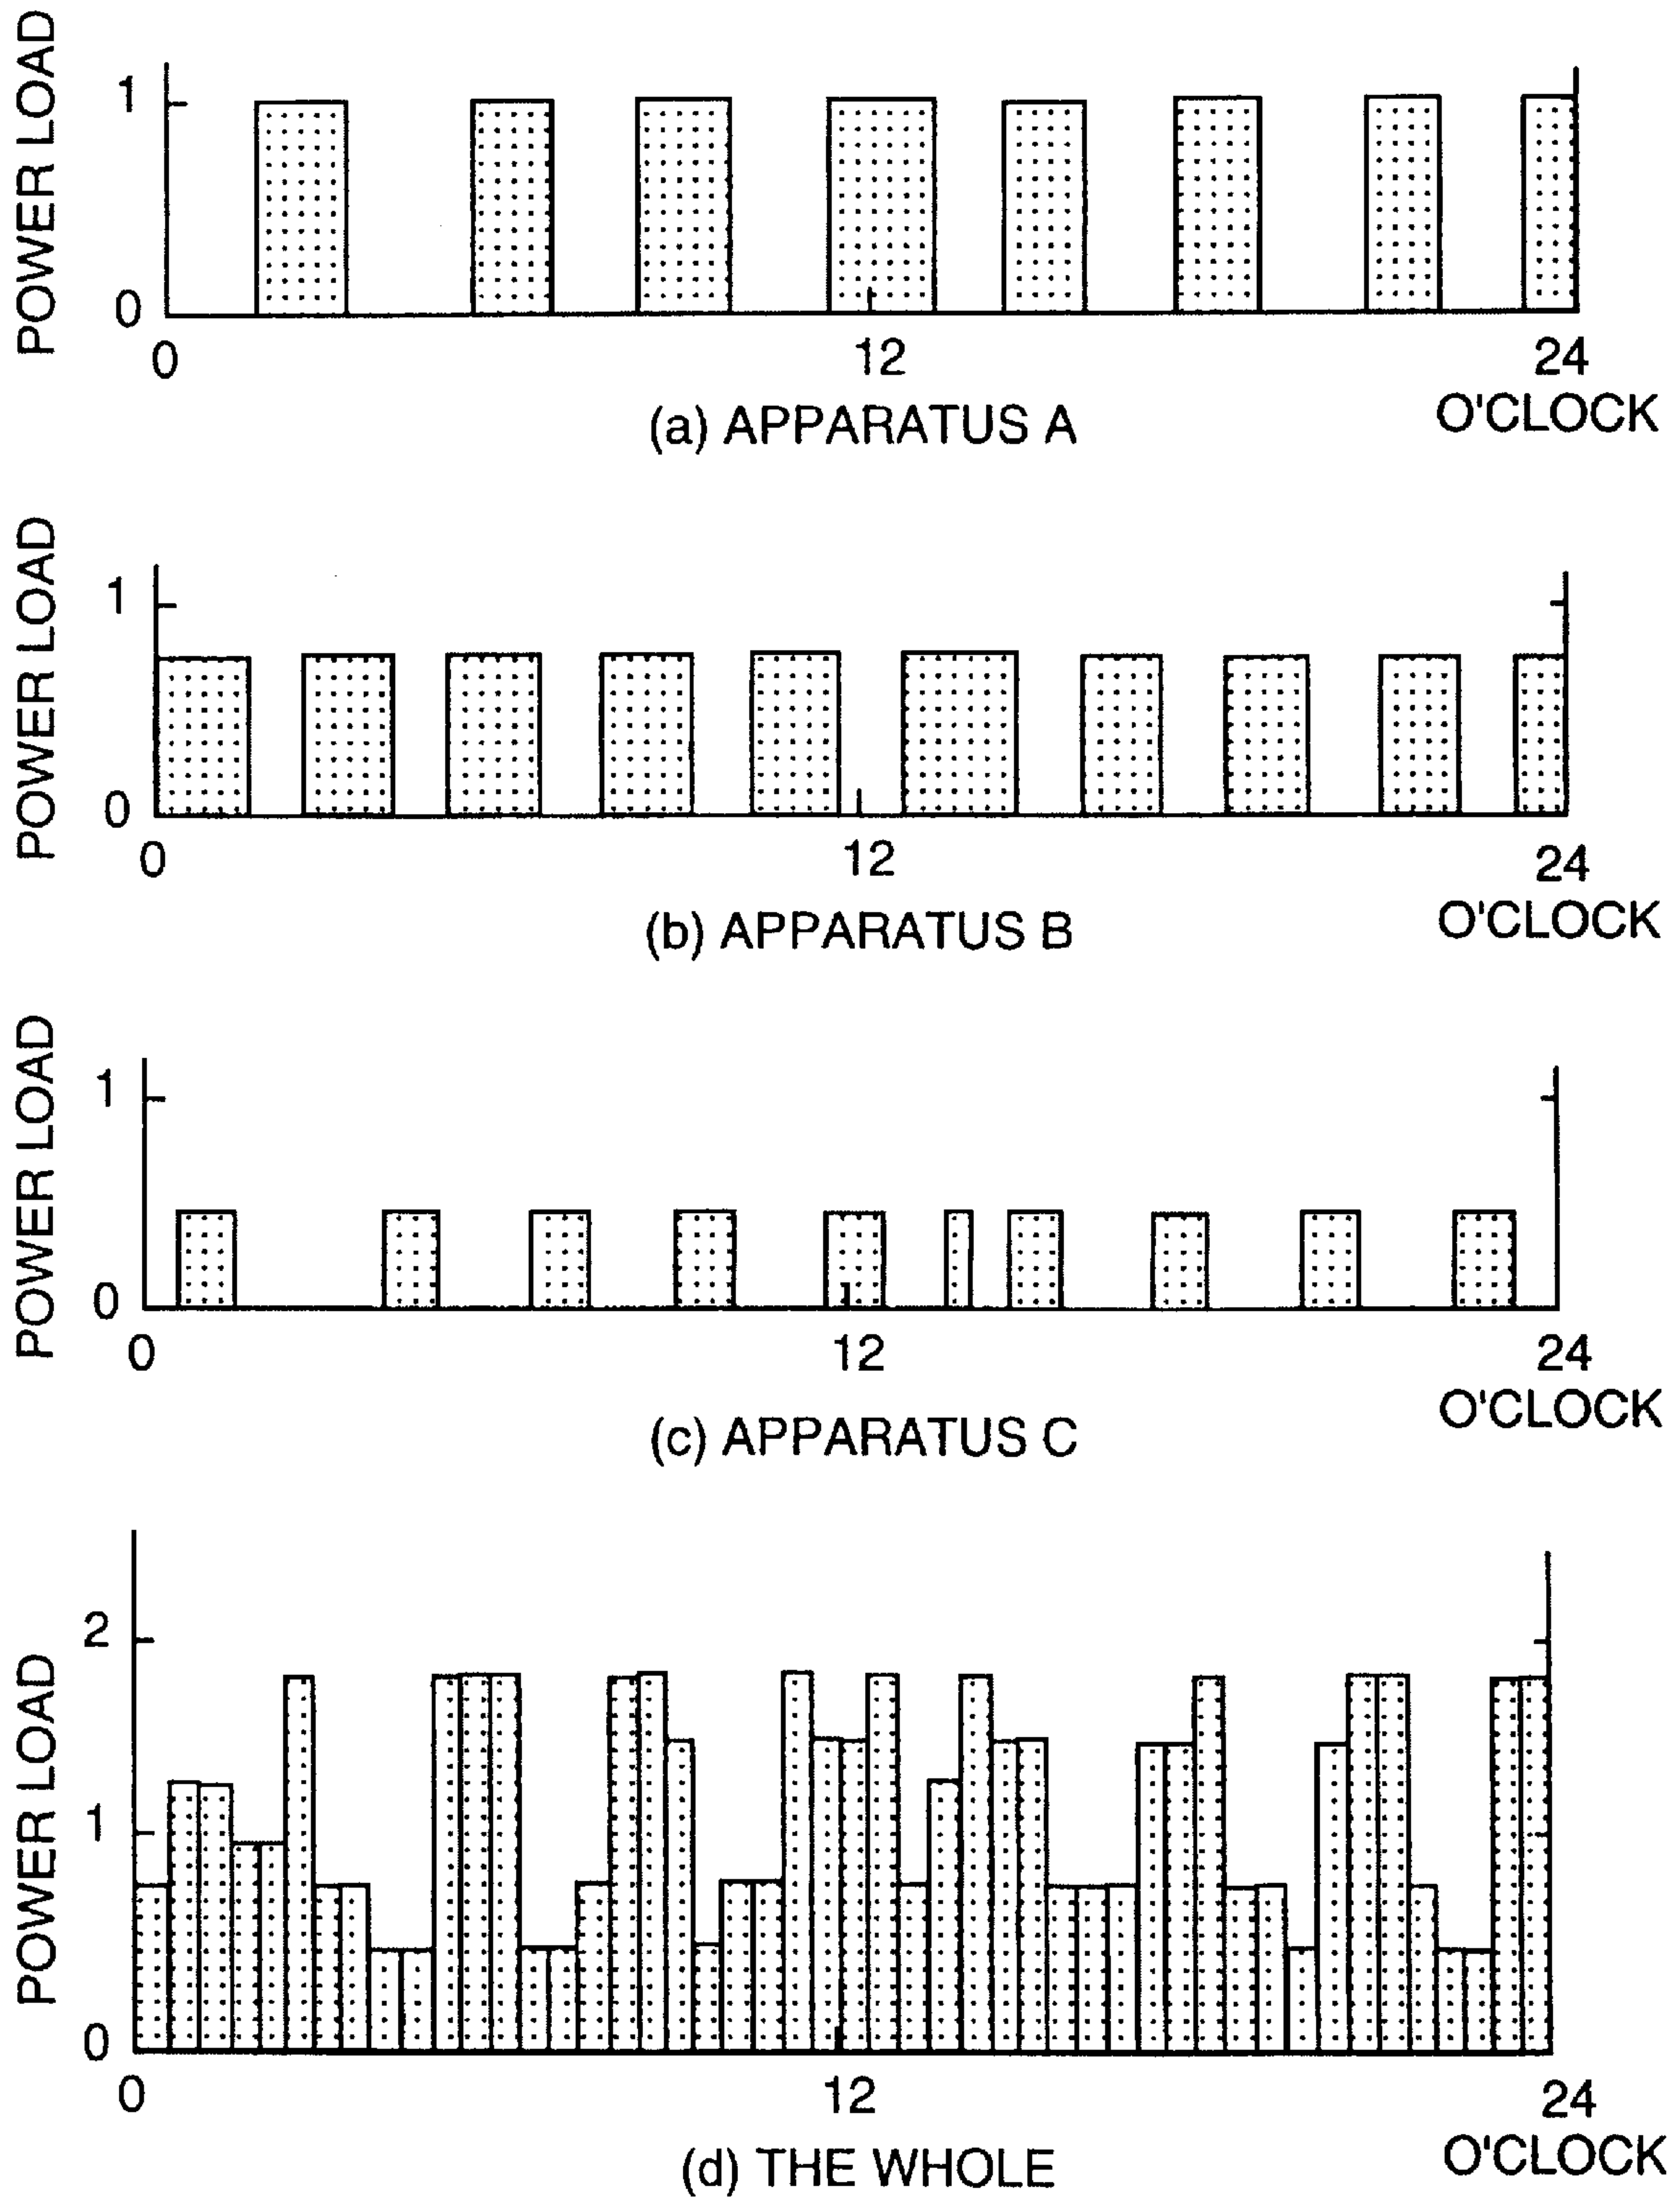 POWER LOAD
1
0
0 12 24
O'CLOCK
(a) APPARATUS A
POWER LOAD
1
0
0 12 24
O'CLOCK
(b) APPARATUS B
POWER LOAD
1
0
0 12 24
O'CLOCK
(c) APPARATUS C
POWER LOAD
2
1
0
0 12 24
O'CLOCK
(d) THE WHOLE